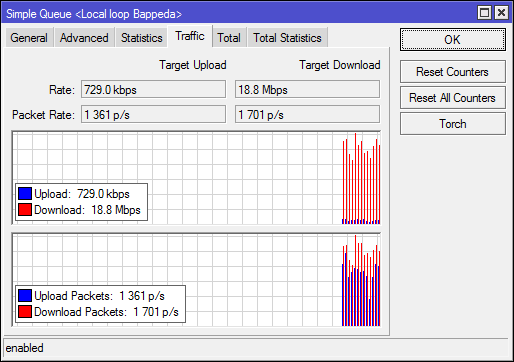 Simple Queue <Local loop Bappeda>
General Advanced Statistics Traffic Total Total Statistics
Target Upload Target Download
Rate: 729.0 kbps 18.8 Mbps
Packet Rate: 1 361 p/s 1 701 p/s
Upload: 729.0 kbps
Download: 18.8 Mbps
Upload Packets: 1 361 p/s
Download Packets: 1 701 p/s
OK
Reset Counters
Reset All Counters
Torch
enabled